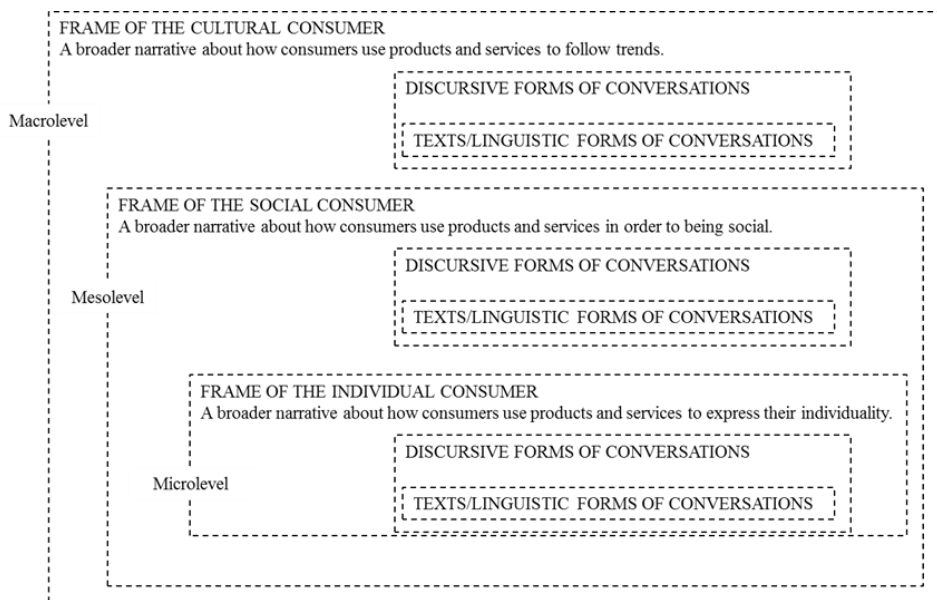 FRAME OF THE CULTURAL CONSUMER
A broader narrative about how consumers use products and services to follow trends.
DISCURSIVE FORMS OF CONVERSATIONS
Macrolevel
TEXTS/LINGUISTIC FORMS OF CONVERSATIONS
FRAME OF THE SOCIAL CONSUMER
A broader narrative about how consumers use products and services in order to being social.
DISCURSIVE FORMS OF CONVERSATIONS
Mesolevel
TEXTS/LINGUISTIC FORMS OF CONVERSATIONS
FRAME OF THE INDIVIDUAL CONSUMER
A broader narrative about how consumers use products and services to express their individuality.
DISCURSIVE FORMS OF CONVERSATIONS
Microlevel
TEXTS/LINGUISTIC FORMS OF CONVERSATIONS